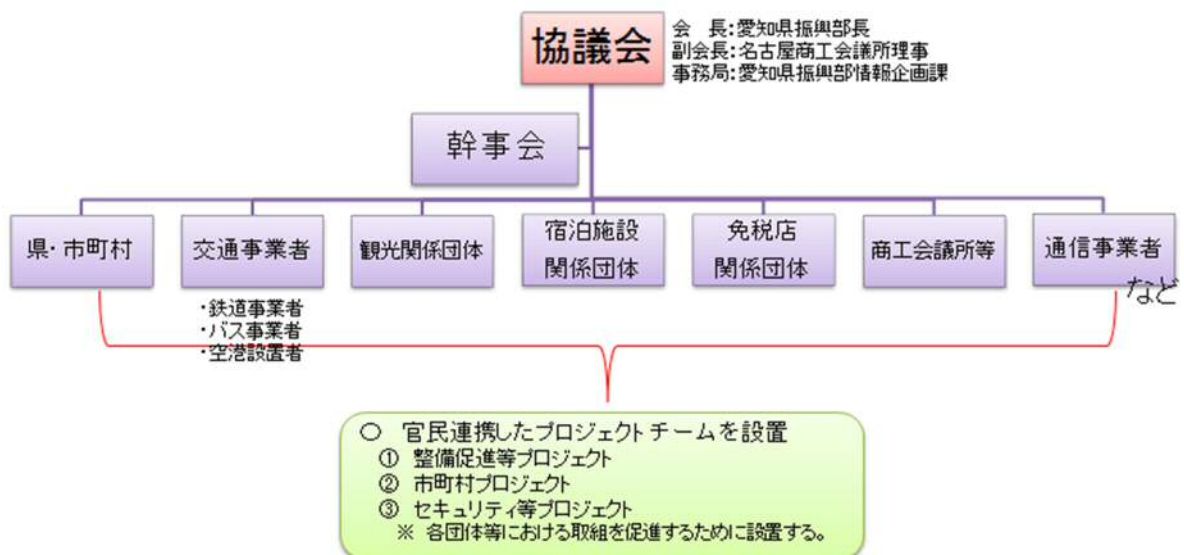 協議会
会　長：愛知県振興部長
副会長：名古屋商工会議所理事
事務局：愛知県振興部情報企画課
幹事会
県・市町村
交通事業者
観光関係団体
宿泊施設
関係団体
免税店
関係団体
商工会議所等
通信事業者
など
・鉄道事業者
・バス事業者
・空港設置者
○　官民連携したプロジェクトチームを設置
①　整備促進等プロジェクト
②　市町村プロジェクト
③　セキュリティ等プロジェクト
※　各団体等における取組を促進するために設置する。